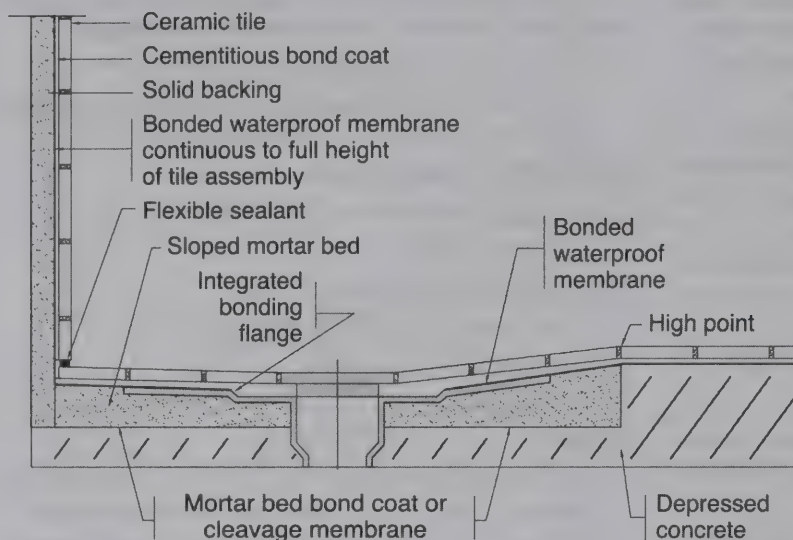 Ceramic tile
Cementitious bond coat
Solid backing
Bonded waterproof membrane
continuous to full height
of tile assembly
Flexible sealant
Sloped mortar bed
Integrated
bonding
flange
Bonded
waterproof
membrane
High point
Mortar bed bond coat or
cleavage membrane
Depressed
concrete